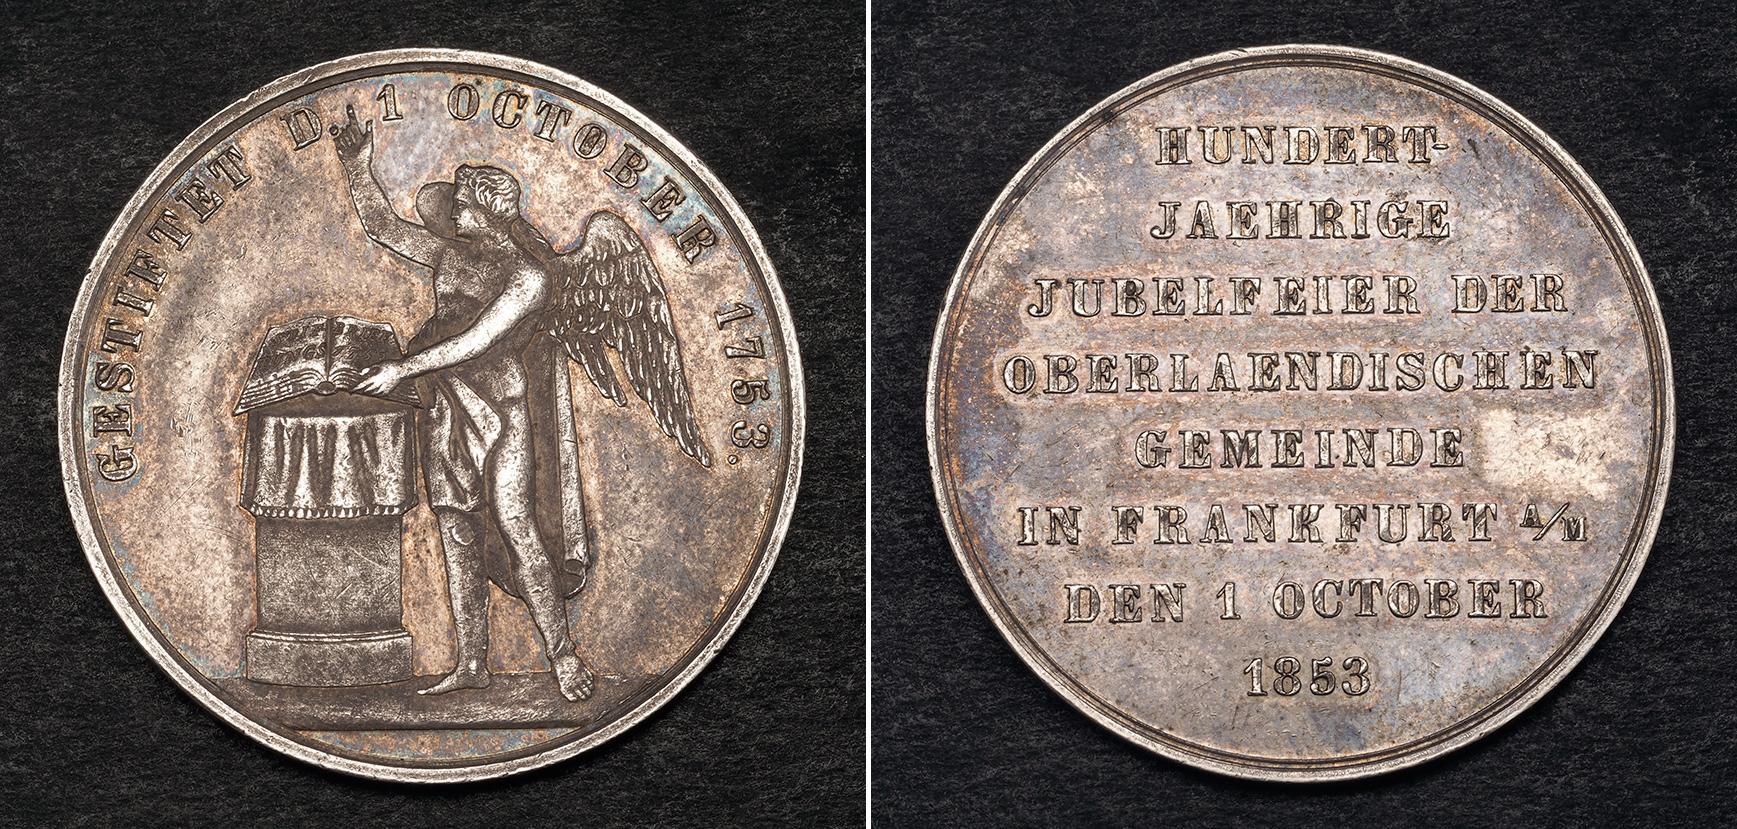 GESTIFTET D. 1 OCTOBER 1753.
HUNDERT-
JAEHRIGE
JUBELFEIER DER
OBERLAENDISCHEN
GEMEINDE
IN FRANKFURT A/M
DEN 1 OCTOBER
1853